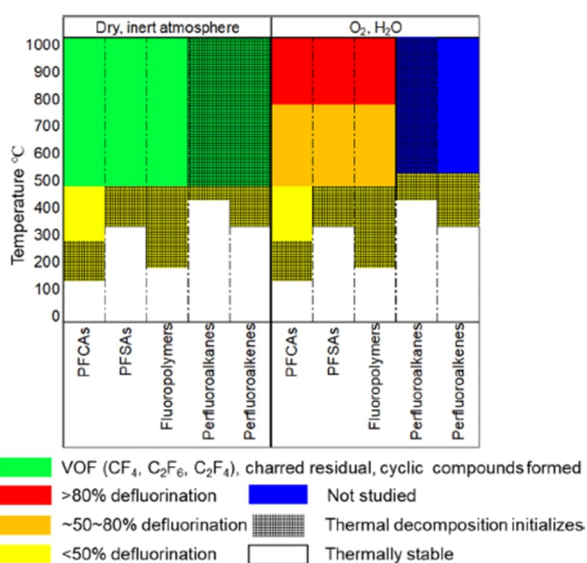 Dry, inert atmosphere
O₂, H₂O
Temperature °C
1000
900
800
700
600
500
400
300
200
100
0
PFCAs
PFSAs
Fluoropolymers
Perfluoroalkanes
Perfluoroalkenes
PFCAs
PFSAs
Fluoropolymers
Perfluoroalkanes
Perfluoroalkenes
VOF (CF₄, C₂F₆, C₂F₄), charred residual, cyclic compounds formed
>80% defluorination
Not studied
~50~80% defluorination
Thermal decomposition initializes
<50% defluorination
Thermally stable